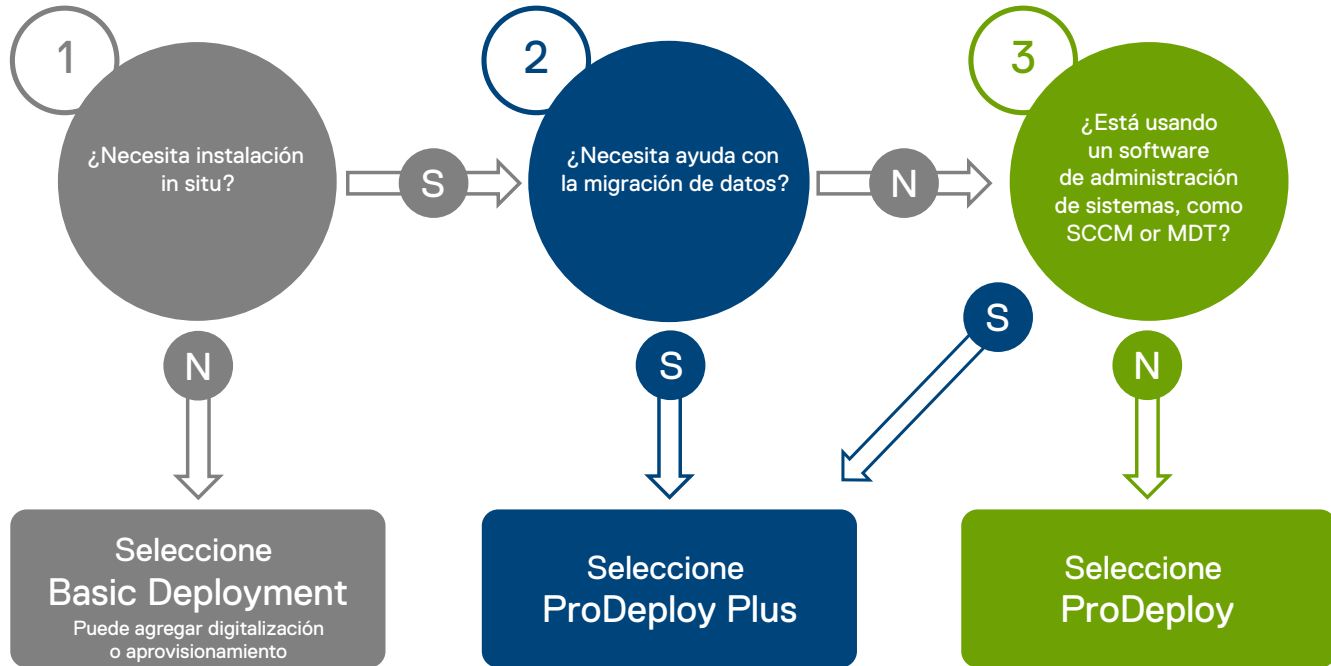 1
¿Necesita instalación
in situ?
S
2
¿Necesita ayuda con
la migración de datos?
N
3
¿Está usando
un software
de administración
de sistemas, como
SCCM or MDT?
N
S
S
N
Seleccione
Basic Deployment
Puede agregar digitalización
o aprovisionamiento
Seleccione
ProDeploy Plus
Seleccione
ProDeploy